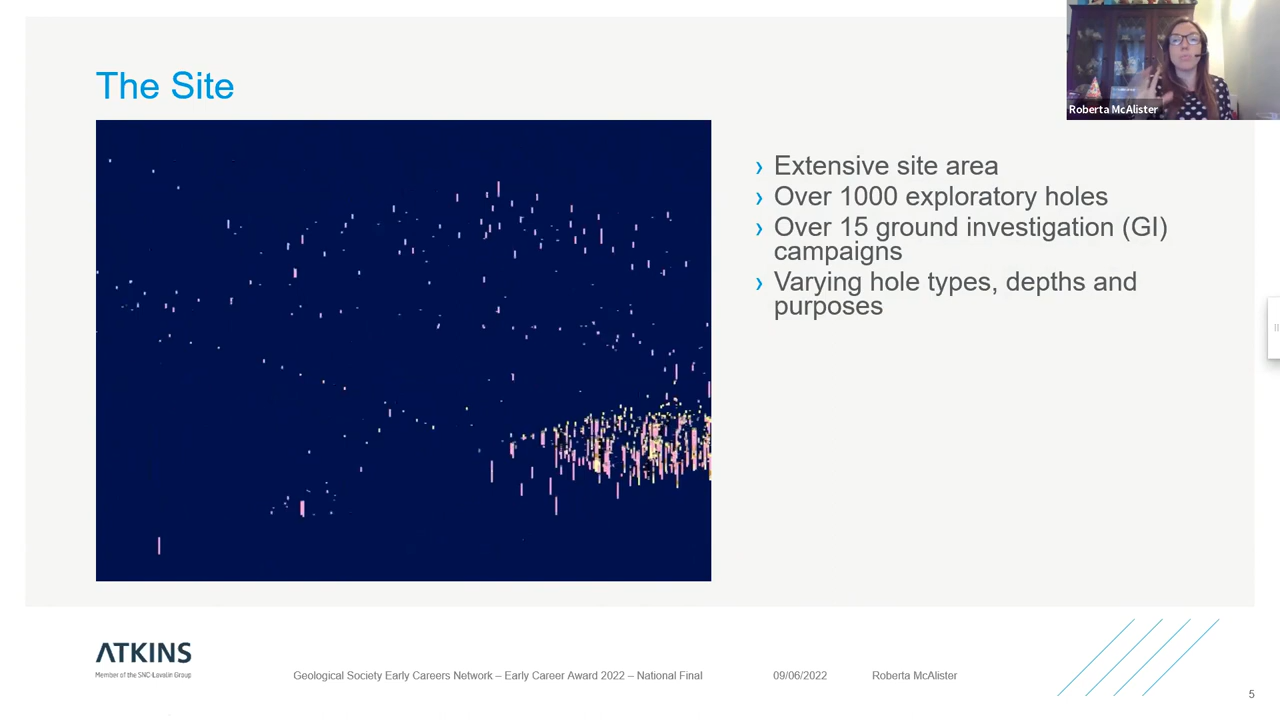 The Site
Roberta McAlister
› Extensive site area
› Over 1000 exploratory holes
› Over 15 ground investigation (GI)
campaigns
› Varying hole types, depths and
purposes
ATKINS
Member of the SNC-Lavalin Group
Geological Society Early Careers Network – Early Career Award 2022 – National Final
09/06/2022
Roberta McAlister
5